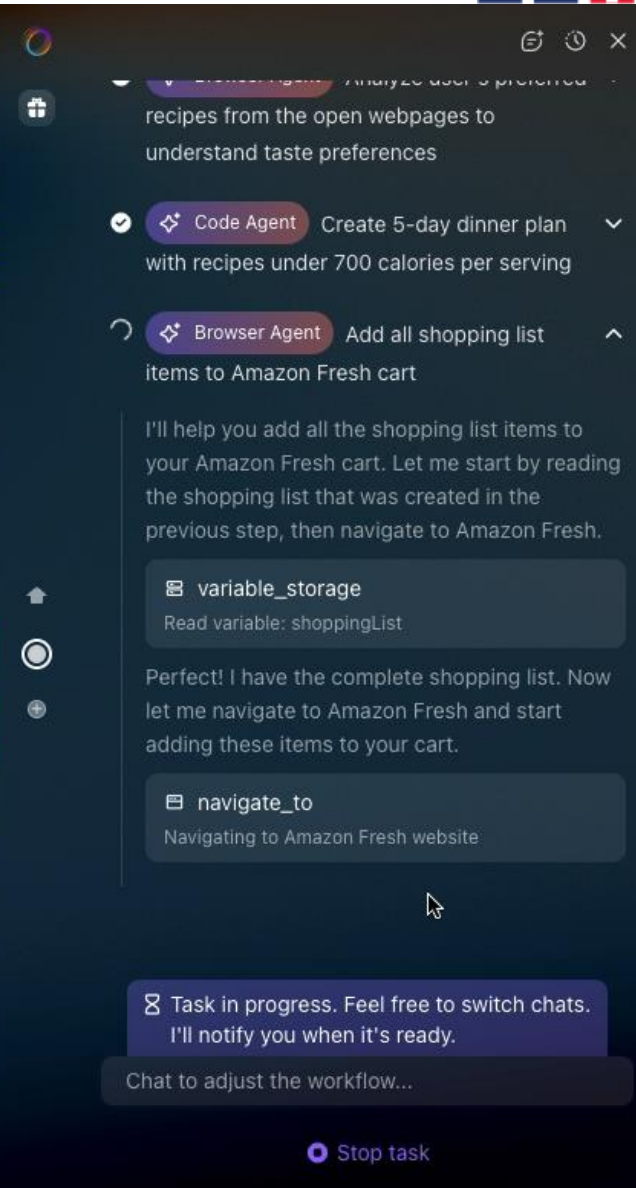 Browser Agent Analyze user's preferred
recipes from the open webpages to
understand taste preferences
Code Agent Create 5-day dinner plan
with recipes under 700 calories per serving
Browser Agent Add all shopping list
items to Amazon Fresh cart
I'll help you add all the shopping list items to
your Amazon Fresh cart. Let me start by reading
the shopping list that was created in the
previous step, then navigate to Amazon Fresh.
variable_storage
Read variable: shoppingList
Perfect! I have the complete shopping list. Now
let me navigate to Amazon Fresh and start
adding these items to your cart.
navigate_to
Navigating to Amazon Fresh website
Task in progress. Feel free to switch chats.
I'll notify you when it's ready.
Chat to adjust the workflow...
Stop task